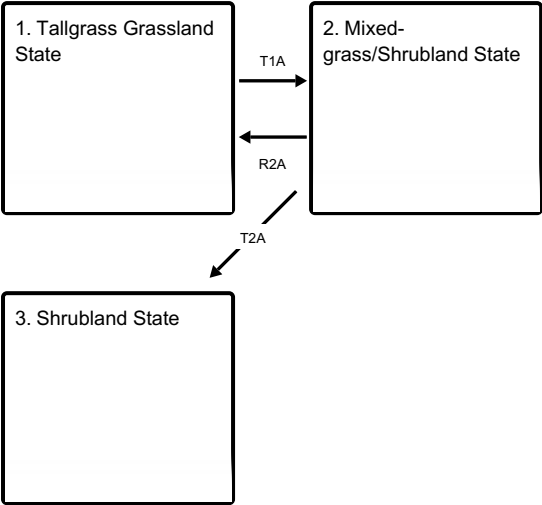 1. Tallgrass Grassland
State
2. Mixed-
grass/Shrubland State
T1A
R2A
T2A
3. Shrubland State